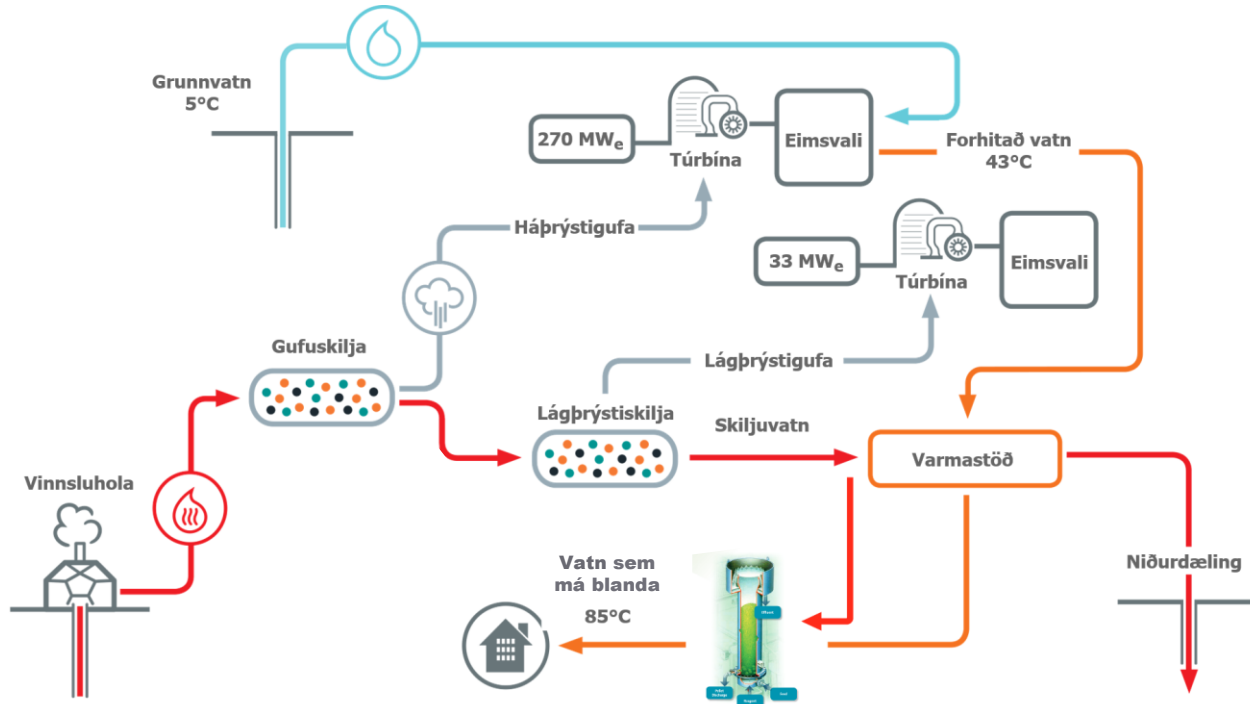 Grunnvatn
5°C
270 MWe
Túrbína
Eimsvali
Forhitað vatn
43°C
Háþrýstigufa
33 MWe
Túrbína
Eimsvali
Gufuskilja
Lágþrýstigufa
Lágþrýstiskilja
Skiljuvatn
Varmastöð
Vinnsluhola
Vatn sem
má blanda
85°C
Niðurdæling